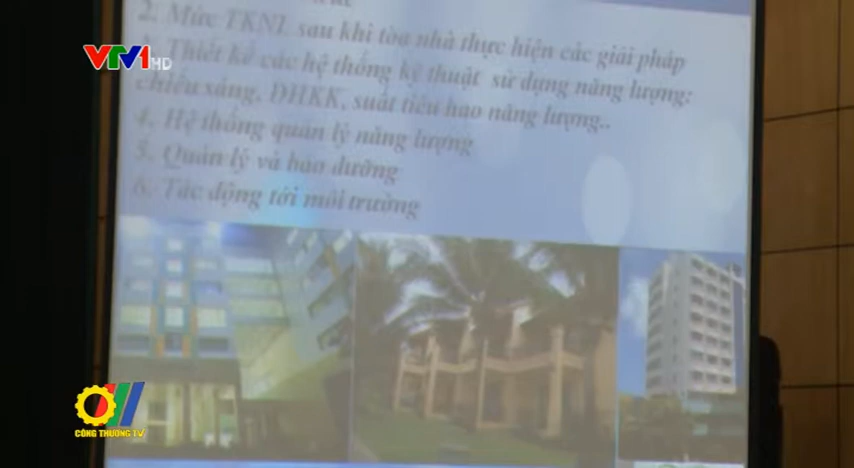 2. Mức TKNL sau khi tòa nhà thực hiện các giải pháp
3. Thiết kế các hệ thống kỹ thuật sử dụng năng lượng:
chiếu sáng, ĐHKK, suất tiêu hao năng lượng..
4. Hệ thống quản lý năng lượng
5. Quản lý và bảo dưỡng
6. Tác động tới môi trường
VTV1 HD
CÔNG THƯƠNG TV